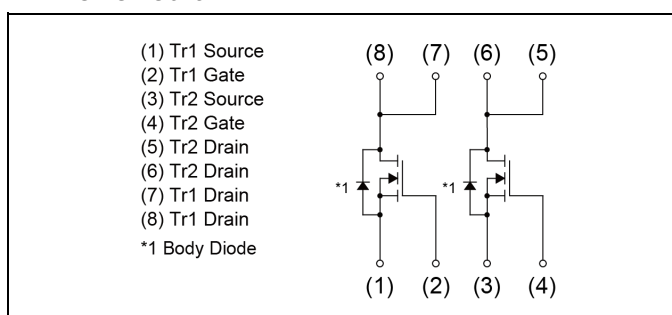 (1) Tr1 Source
(2) Tr1 Gate
(3) Tr2 Source
(4) Tr2 Gate
(5) Tr2 Drain
(6) Tr2 Drain
(7) Tr1 Drain
(8) Tr1 Drain
*1 Body Diode
(8) (7) (6) (5)
*1 *1
(1) (2) (3) (4)